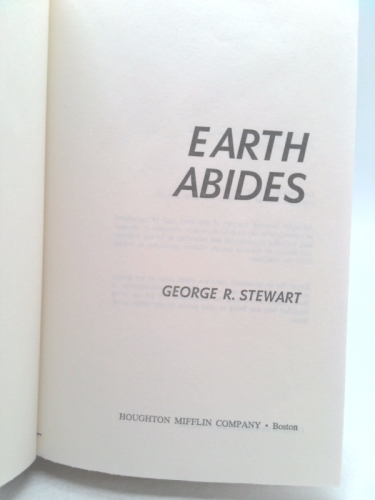 EARTH
ABIDES
GEORGE R. STEWART
HOUGHTON MIFFLIN COMPANY • Boston